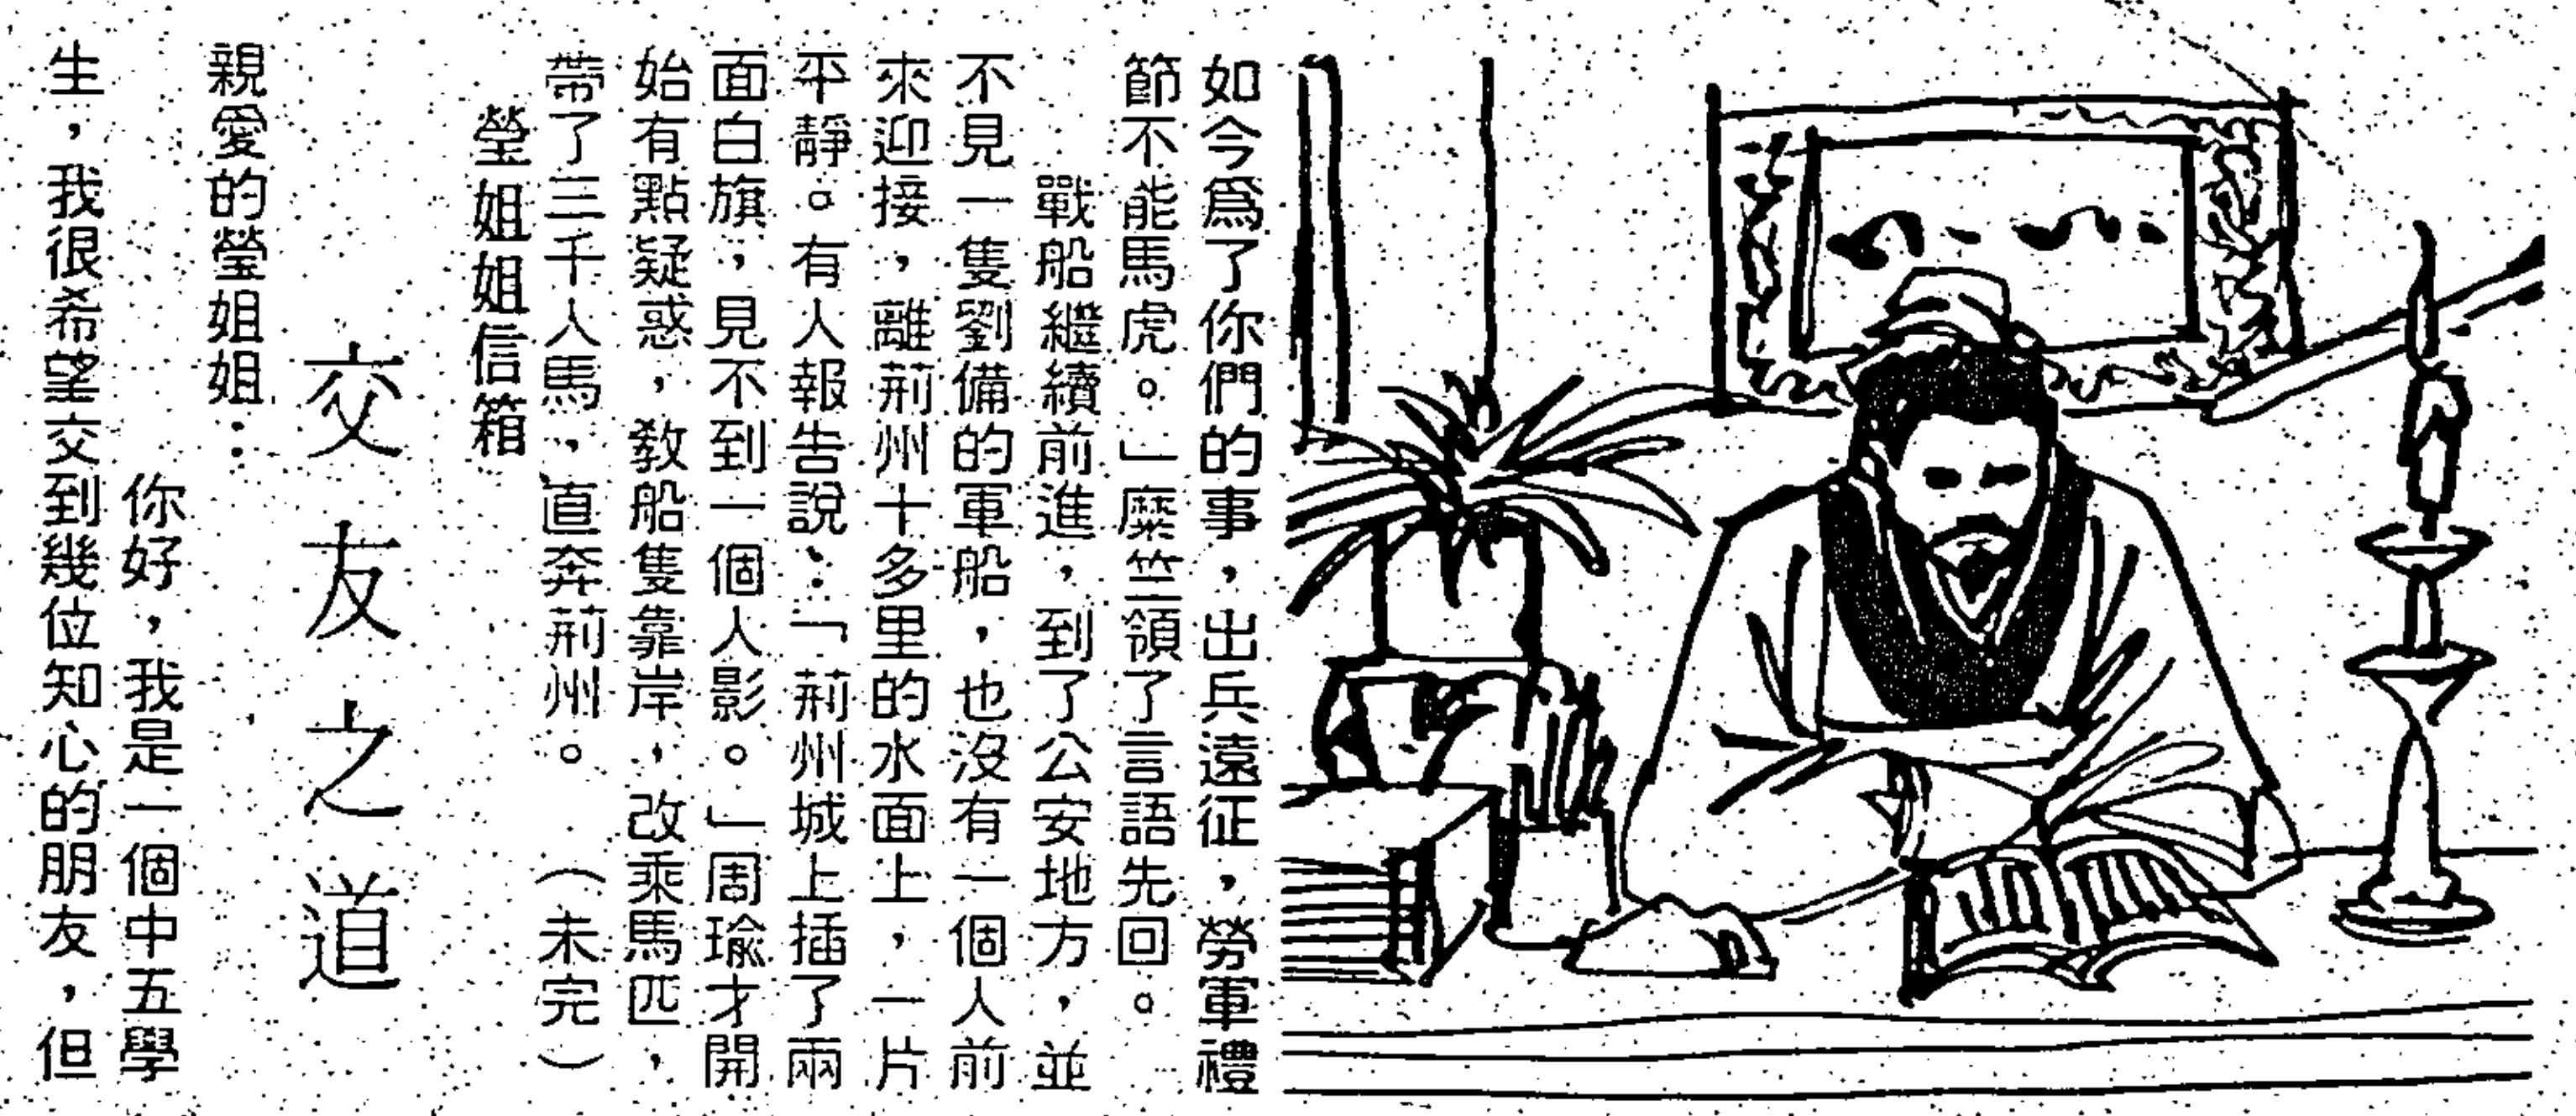 如今爲了你們的事，出兵遠征，勞軍禮
節不能馬虎。」糜竺領了言語先回。
戰船繼續前進，到了公安地方，並
不見一隻劉備的軍船，也沒有一個人前
來迎接，離荊州十多里的水面上，一片
平靜。有人報告說：「荊州城上插了兩
面白旗，見不到一個人影。」周瑜才開
始有點疑惑，敎船隻靠岸，改乘馬匹，
帶了三千人馬，直奔荊州。　（未完）
瑩姐姐信箱
交友之道
親愛的瑩姐姐：
你好，我是一個中五學
生，我很希望交到幾位知心的朋友，但